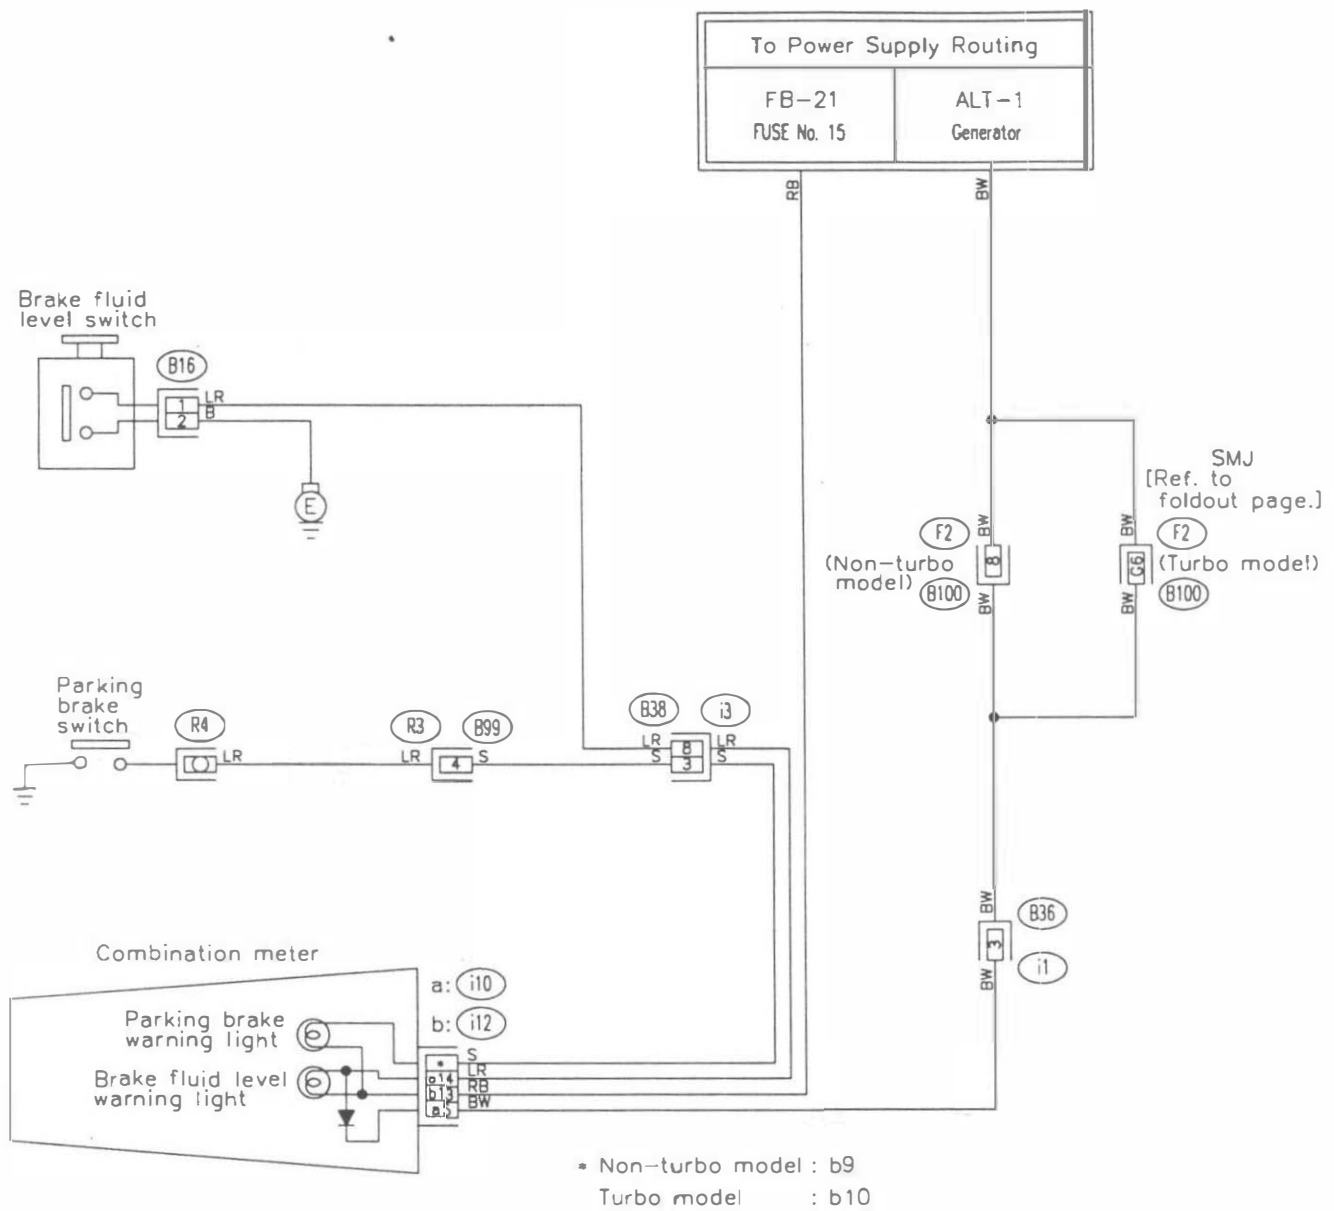 To Power Supply Routing
FB-21
FUSE No. 15
ALT-1
Generator
RB
BW
Brake fluid
level switch
B16
1
LR
2
B
E
SMJ
[Ref. to
foldout page.]
BW
F2
(Non-turbo
model)
8
B100
BW
BW
F2
G6
(Turbo model)
B100
BW
Parking
brake
switch
R4
LR
R3
B99
LR
4
S
B38
i3
LR
8
LR
S
3
S
BW
B36
3
i1
BW
Combination meter
a: i10
b: i12
Parking brake
warning light
Brake fluid level
warning light
*
S
a14
LR
b13
RB
a5
BW
* Non-turbo model : b9
Turbo model : b10